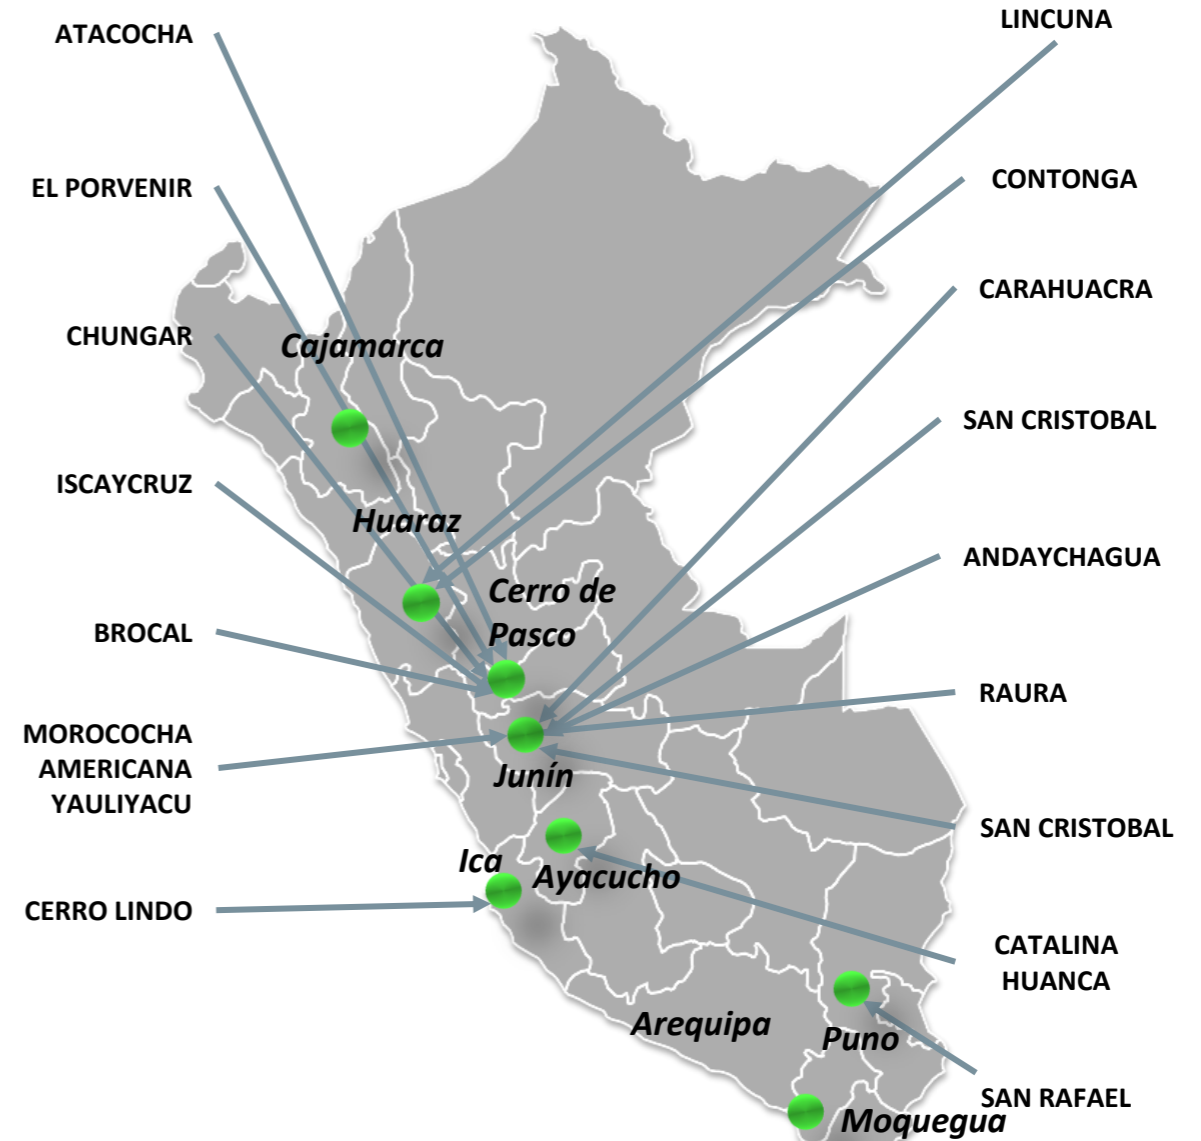 ATACOCHA
LINCUNA
EL PORVENIR
CONTONGA
CARAHUACRA
CHUNGAR
Cajamarca
SAN CRISTOBAL
ISCAYCRUZ
Huaraz
ANDAYCHAGUA
Cerro de
Pasco
BROCAL
RAURA
MOROCOCHA
AMERICANA
YAULIYACU
Junín
SAN CRISTOBAL
Ica
Ayacucho
CERRO LINDO
CATALINA
HUANCA
Arequipa
Puno
SAN RAFAEL
Moquegua